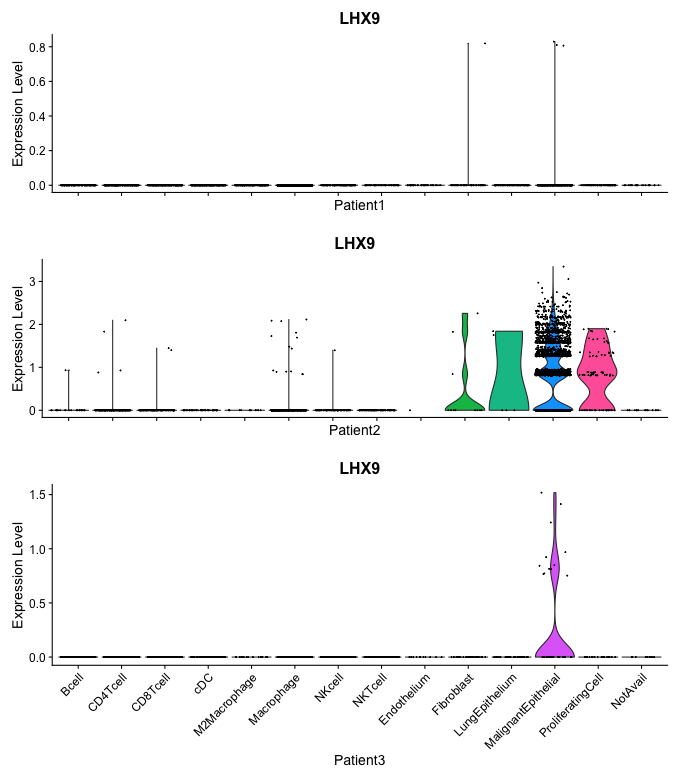 LHX9
Expression Level
0.8
0.6
0.4
0.2
0.0
Patient1
LHX9
Expression Level
3
2
1
0
Patient2
LHX9
Expression Level
1.5
1.0
0.5
0.0
Bcell
CD4Tcell
CD8Tcell
cDC
M2Macrophage
Macrophage
NKcell
NKTcell
Endothelium
Fibroblast
LungEpithelium
MalignantEpithelial
ProliferatingCell
NotAvail
Patient3